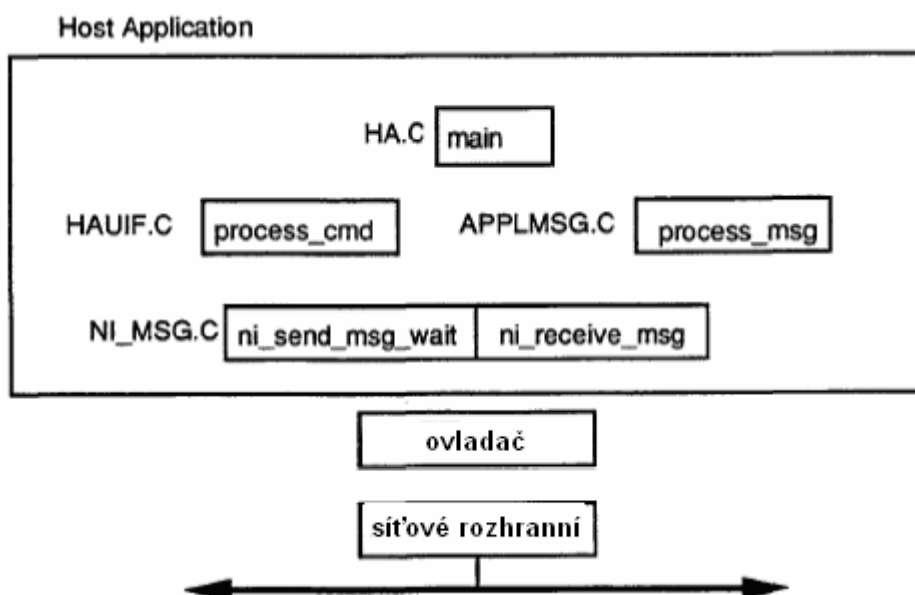 Host Application
HA.C main
HAUIF.C process_cmd APPLMSG.C process_msg
NI_MSG.C ni_send_msg_wait ni_receive_msg
ovladač
síťové rozhranní